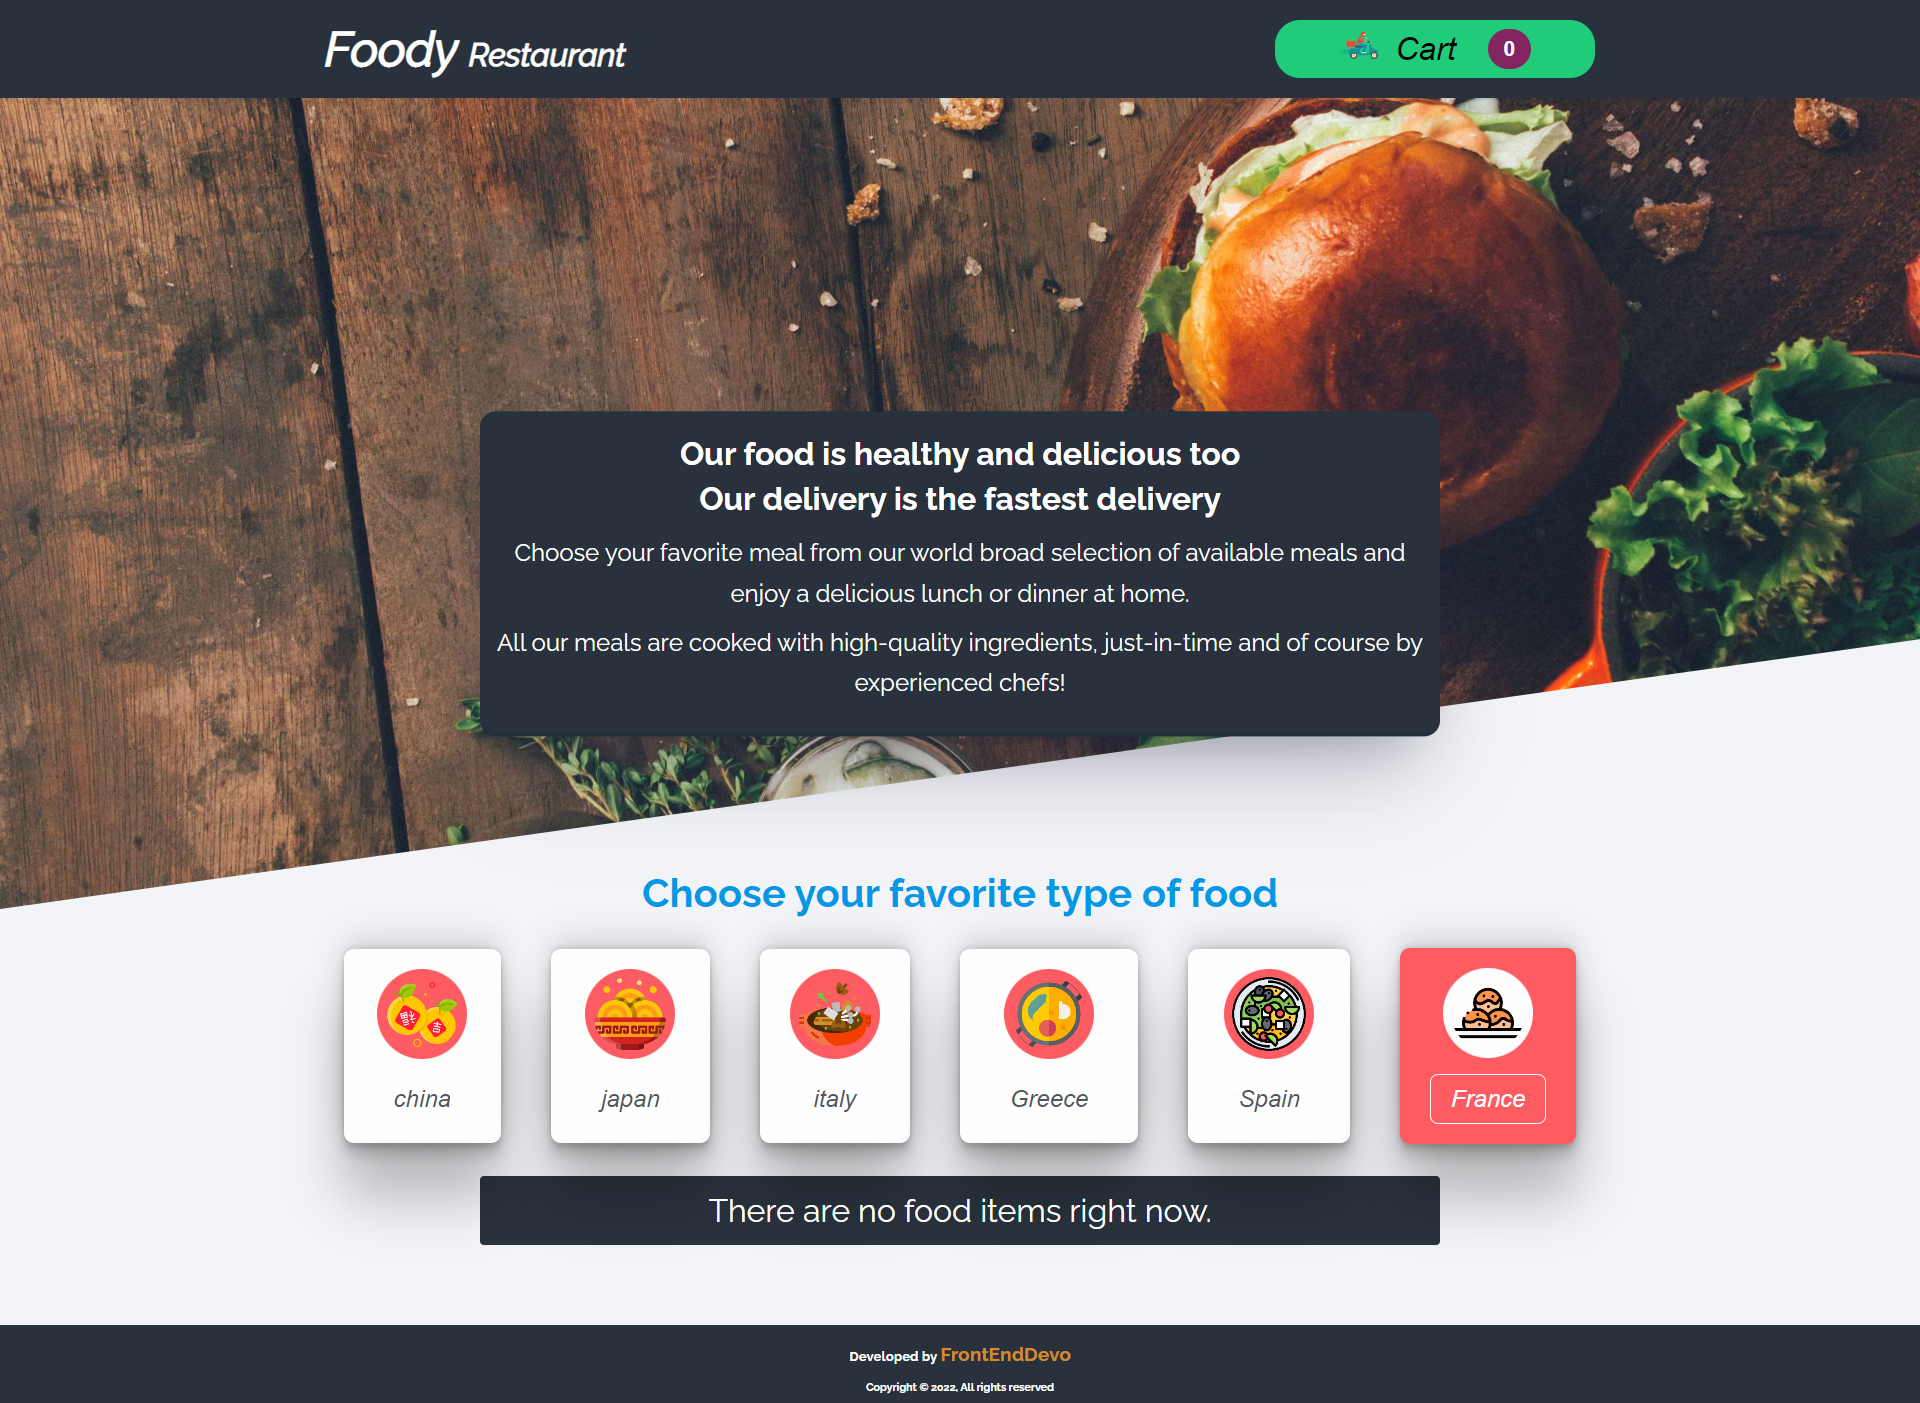 Foody Restaurant
Cart 0
Our food is healthy and delicious too
Our delivery is the fastest delivery
Choose your favorite meal from our world broad selection of available meals and
enjoy a delicious lunch or dinner at home.
All our meals are cooked with high-quality ingredients, just-in-time and of course by
experienced chefs!
Choose your favorite type of food
china
japan
italy
Greece
Spain
France
There are no food items right now.
Developed by FrontEndDevo
Copyright © 2022, All rights reserved